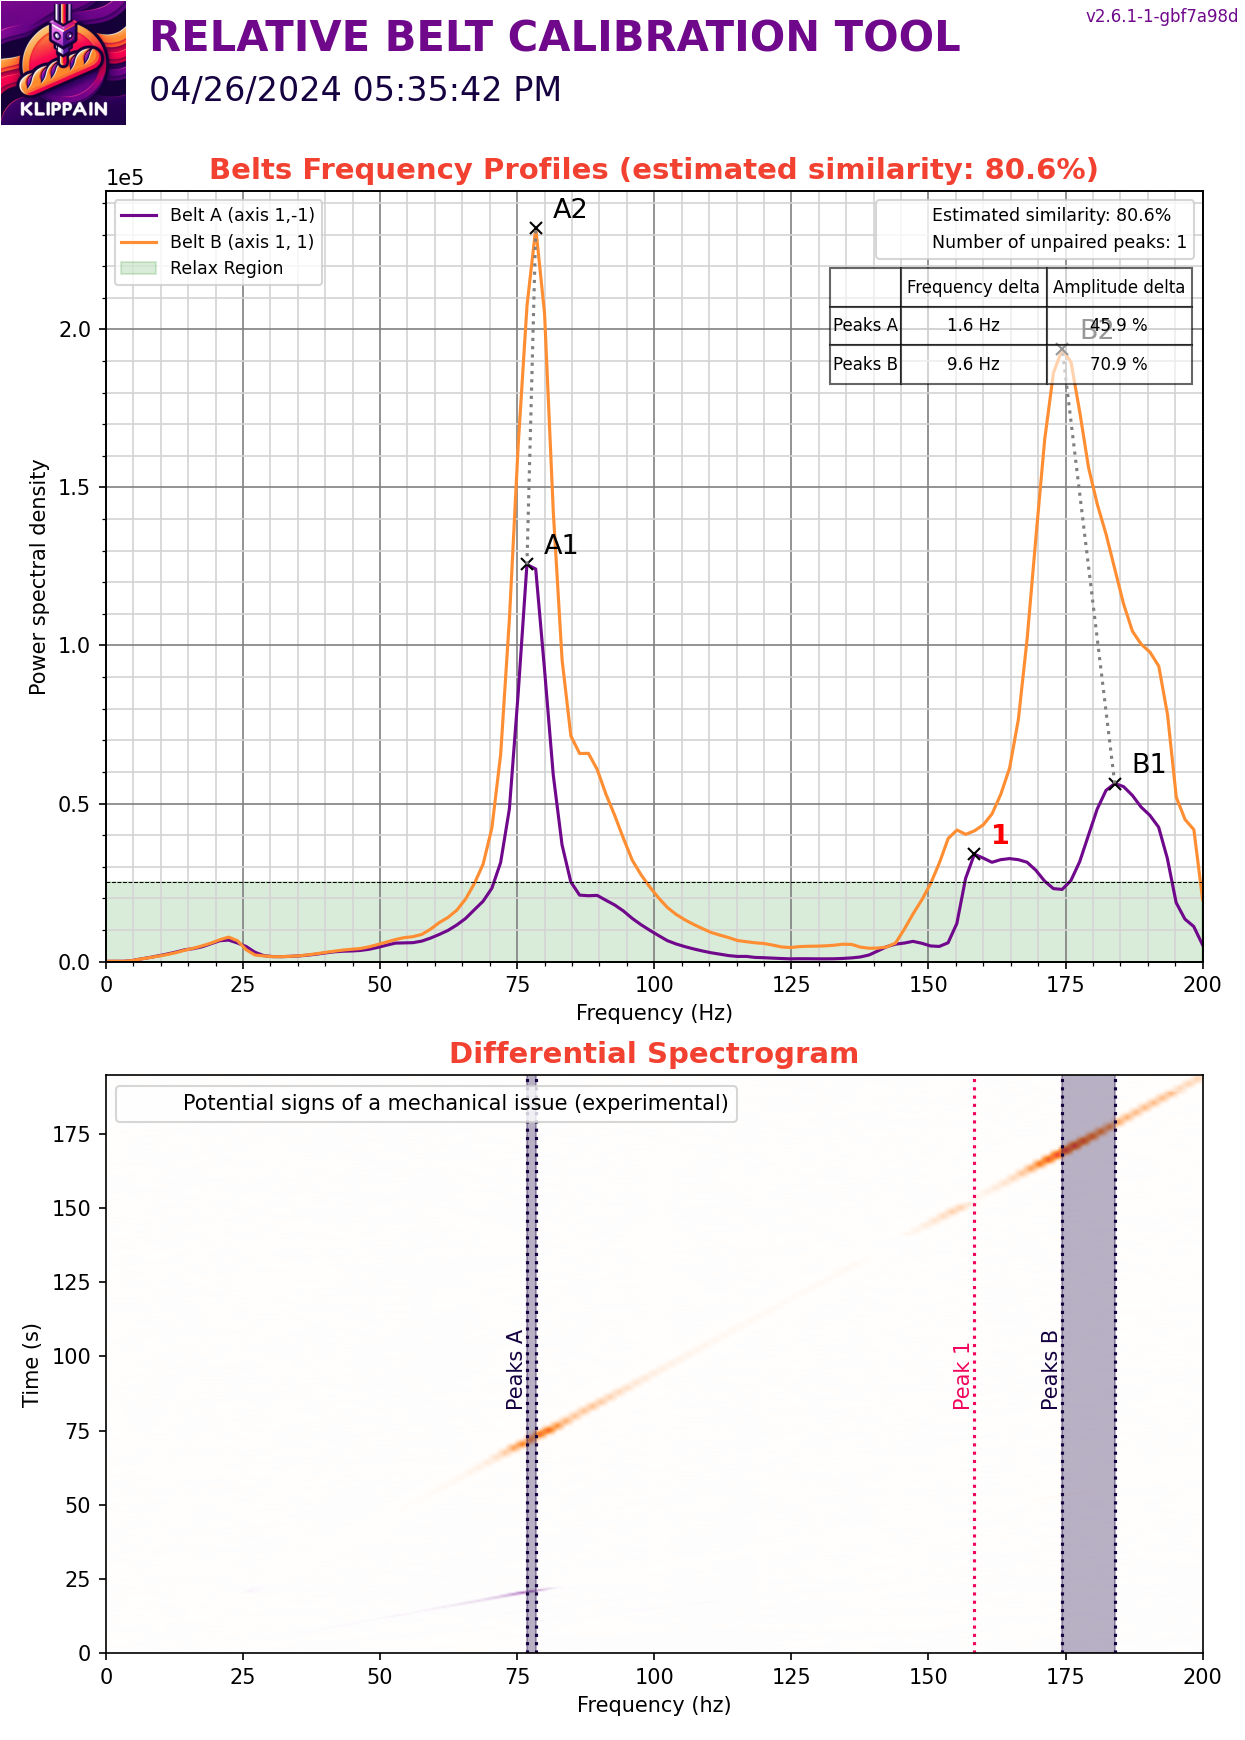 v2.6.1-1-gbf7a98d
RELATIVE BELT CALIBRATION TOOL
04/26/2024 05:35:42 PM
KLIPPAIN
Belts Frequency Profiles (estimated similarity: 80.6%)
1e5
Belt A (axis 1,-1)
Belt B (axis 1, 1)
Relax Region
Estimated similarity: 80.6%
Number of unpaired peaks: 1
Frequency delta Amplitude delta
Peaks A 1.6 Hz 45.9 %
Peaks B 9.6 Hz 70.9 %
A2
B2
A1
B1
1
Power spectral density
2.0
1.5
1.0
0.5
0.0
0 25 50 75 100 125 150 175 200
Frequency (Hz)
Differential Spectrogram
Potential signs of a mechanical issue (experimental)
Time (s)
175
150
125
100
75
50
25
0
Peaks A
Peak 1
Peaks B
0 25 50 75 100 125 150 175 200
Frequency (hz)